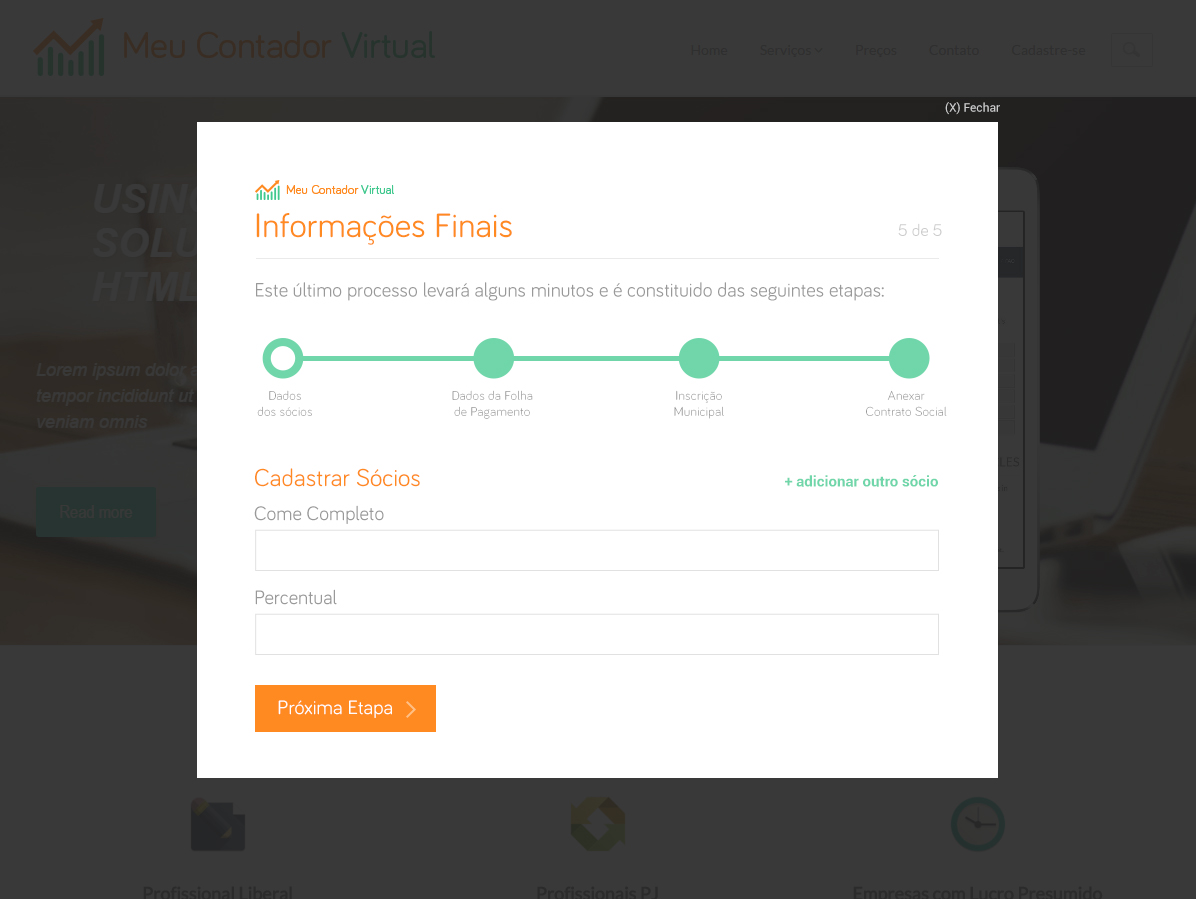 Meu Contador Virtual
Home
Serviços
Preços
Contato
Cadastre-se
(X) Fechar
Meu Contador Virtual
Informações Finais
5 de 5
Este último processo levará alguns minutos e é constituido das seguintes etapas:
Dados
dos sócios
Dados da Folha
de Pagamento
Inscrição
Municipal
Anexar
Contrato Social
Cadastrar Sócios
+ adicionar outro sócio
Come Completo
Percentual
Próxima Etapa
USING
SOLU
HTML
Lorem ipsum dolor a
tempor incididunt ut
veniam omnis
Read more
LES
Profissional Liberal
Profissionais PJ
Empresas com Lucro Presumido